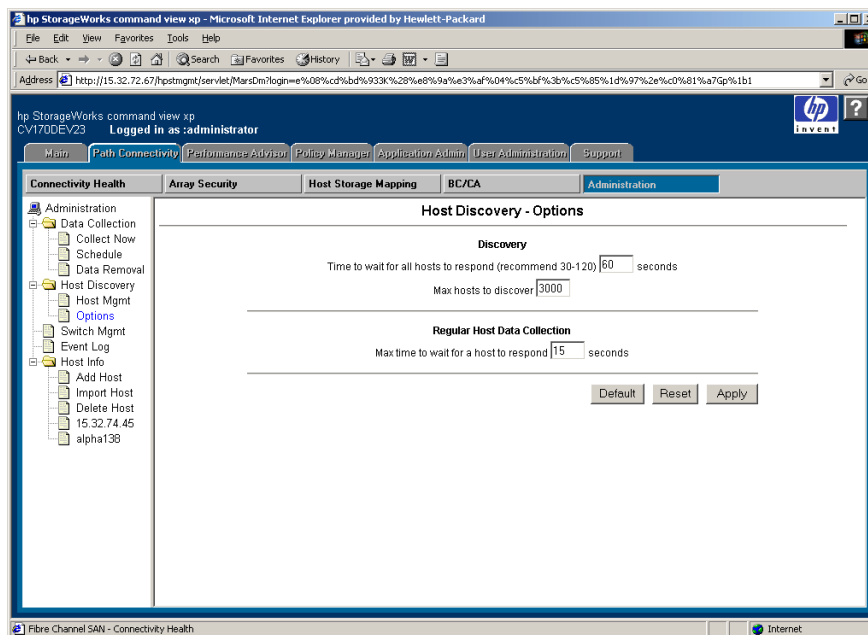 hp StorageWorks command view xp - Microsoft Internet Explorer provided by Hewlett-Packard
File Edit View Favorites Tools Help
Back Search Favorites History
Address http://15.32.72.67/hpstmgmt/servlet/MarsDm?login=e%08%cd%bd%933K%28%e8%9a%e3%af%04%c5%bf%3b%c5%85%1d%97%2e%c0%81%a7Gp%1b1 Go
hp StorageWorks command view xp
CV170DEV23 Logged in as :administrator
hp
invent
?
Main Path Connectivity Performance Advisor Policy Manager Application Admin User Administration Support
Connectivity Health Array Security Host Storage Mapping BC/CA Administration
Administration
Data Collection
Collect Now
Schedule
Data Removal
Host Discovery
Host Mgmt
Options
Switch Mgmt
Event Log
Host Info
Add Host
Import Host
Delete Host
15.32.74.45
alpha138
Host Discovery - Options
Discovery
Time to wait for all hosts to respond (recommend 30-120) 60 seconds
Max hosts to discover 3000
Regular Host Data Collection
Max time to wait for a host to respond 15 seconds
Default Reset Apply
Fibre Channel SAN - Connectivity Health Internet